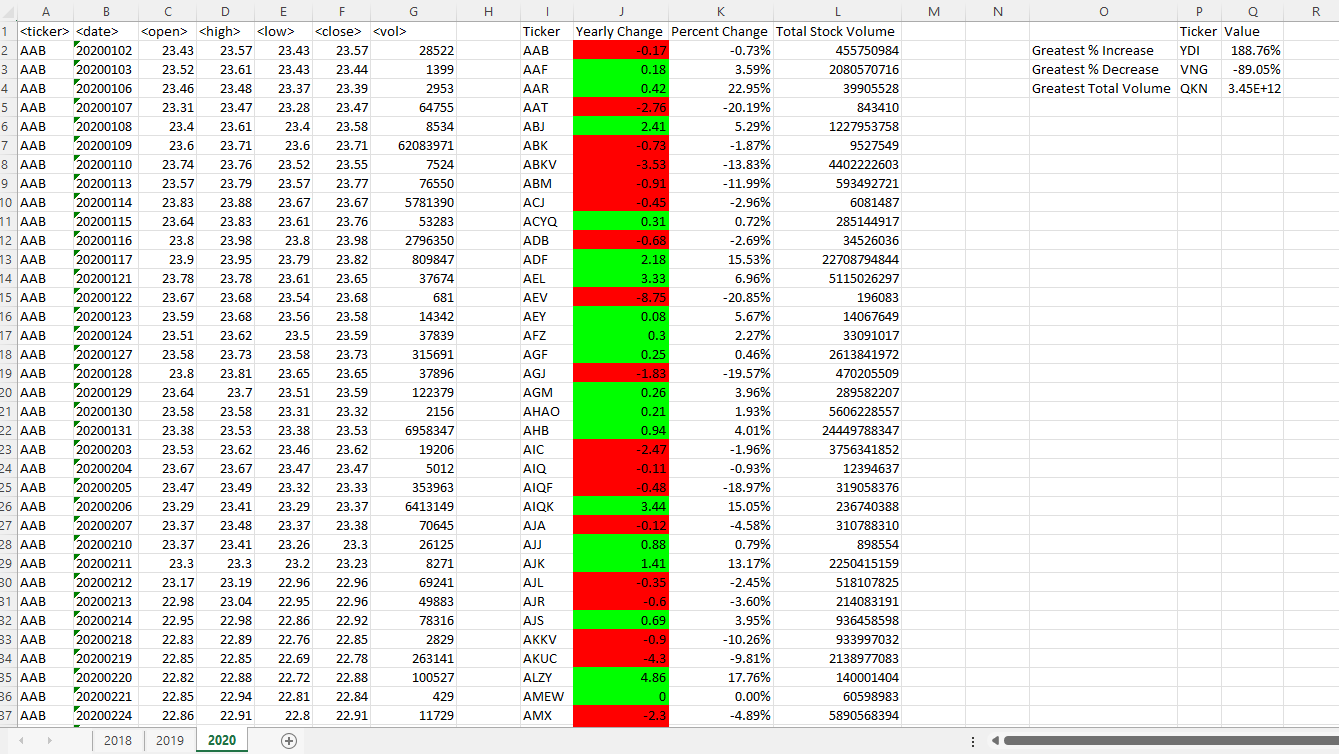 A B C D E F G H I J K L M N O P Q R
1 <ticker> <date> <open> <high> <low> <close> <vol> Ticker Yearly Change Percent Change Total Stock Volume Ticker Value
2 AAB 20200102 23.43 23.57 23.43 23.57 28522 AAB -0.17 -0.73% 455750984 Greatest % Increase YDI 188.76%
3 AAB 20200103 23.52 23.61 23.43 23.44 1399 AAF 0.18 3.59% 2080570716 Greatest % Decrease VNG -89.05%
4 AAB 20200106 23.46 23.48 23.37 23.39 2953 AAR 0.42 22.95% 39905528 Greatest Total Volume QKN 3.45E+12
5 AAB 20200107 23.31 23.47 23.28 23.47 64755 AAT -2.76 -20.19% 843410
6 AAB 20200108 23.4 23.61 23.4 23.58 8534 ABJ 2.41 5.29% 1227953758
7 AAB 20200109 23.6 23.71 23.6 23.71 62083971 ABK -0.73 -1.87% 9527549
8 AAB 20200110 23.74 23.76 23.52 23.55 7524 ABKV -3.53 -13.83% 4402222603
9 AAB 20200113 23.57 23.79 23.57 23.77 76550 ABM -0.91 -11.99% 593492721
10 AAB 20200114 23.83 23.88 23.67 23.67 5781390 ACJ -0.45 -2.96% 6081487
11 AAB 20200115 23.64 23.83 23.61 23.76 53283 ACYQ 0.31 0.72% 285144917
12 AAB 20200116 23.8 23.98 23.8 23.98 2796350 ADB -0.68 -2.69% 34526036
13 AAB 20200117 23.9 23.95 23.79 23.82 809847 ADF 2.18 15.53% 22708794844
14 AAB 20200121 23.78 23.78 23.61 23.65 37674 AEL 3.33 6.96% 5115026297
15 AAB 20200122 23.67 23.68 23.54 23.68 681 AEV -8.75 -20.85% 196083
16 AAB 20200123 23.59 23.68 23.56 23.58 14342 AEY 0.08 5.67% 14067649
17 AAB 20200124 23.51 23.62 23.5 23.59 37839 AFZ 0.3 2.27% 33091017
18 AAB 20200127 23.58 23.73 23.58 23.73 315691 AGF 0.25 0.46% 2613841972
19 AAB 20200128 23.8 23.81 23.65 23.65 37896 AGJ -1.83 -19.57% 470205509
20 AAB 20200129 23.64 23.7 23.51 23.59 122379 AGM 0.26 3.96% 289582207
21 AAB 20200130 23.58 23.58 23.31 23.32 2156 AHAO 0.21 1.93% 5606228557
22 AAB 20200131 23.38 23.53 23.38 23.53 6958347 AHB 0.94 4.01% 24449788347
23 AAB 20200203 23.53 23.62 23.46 23.62 19206 AIC -2.47 -1.96% 3756341852
24 AAB 20200204 23.67 23.67 23.47 23.47 5012 AIQ -0.11 -0.93% 12394637
25 AAB 20200205 23.47 23.49 23.32 23.33 353963 AIQF -0.48 -18.97% 319058376
26 AAB 20200206 23.29 23.41 23.29 23.37 6413149 AIQK 3.44 15.05% 236740388
27 AAB 20200207 23.37 23.48 23.37 23.38 70645 AJA -0.12 -4.58% 310788310
28 AAB 20200210 23.37 23.41 23.26 23.3 26125 AJJ 0.88 0.79% 898554
29 AAB 20200211 23.3 23.3 23.2 23.23 8271 AJK 1.41 13.17% 2250415159
30 AAB 20200212 23.17 23.19 22.96 22.96 69241 AJL -0.35 -2.45% 518107825
31 AAB 20200213 22.98 23.04 22.95 22.96 49883 AJR -0.6 -3.60% 214083191
32 AAB 20200214 22.95 22.98 22.86 22.92 78316 AJS 0.69 3.95% 936458598
33 AAB 20200218 22.83 22.89 22.76 22.85 2829 AKKV -0.9 -10.26% 933997032
34 AAB 20200219 22.85 22.85 22.69 22.78 263141 AKUC -4.3 -9.81% 2138977083
35 AAB 20200220 22.82 22.88 22.72 22.88 100527 ALZY 4.86 17.76% 140001404
36 AAB 20200221 22.85 22.94 22.81 22.84 429 AMEW 0 0.00% 60598983
37 AAB 20200224 22.86 22.91 22.8 22.91 11729 AMX -2.3 -4.89% 5890568394
2018 2019 2020